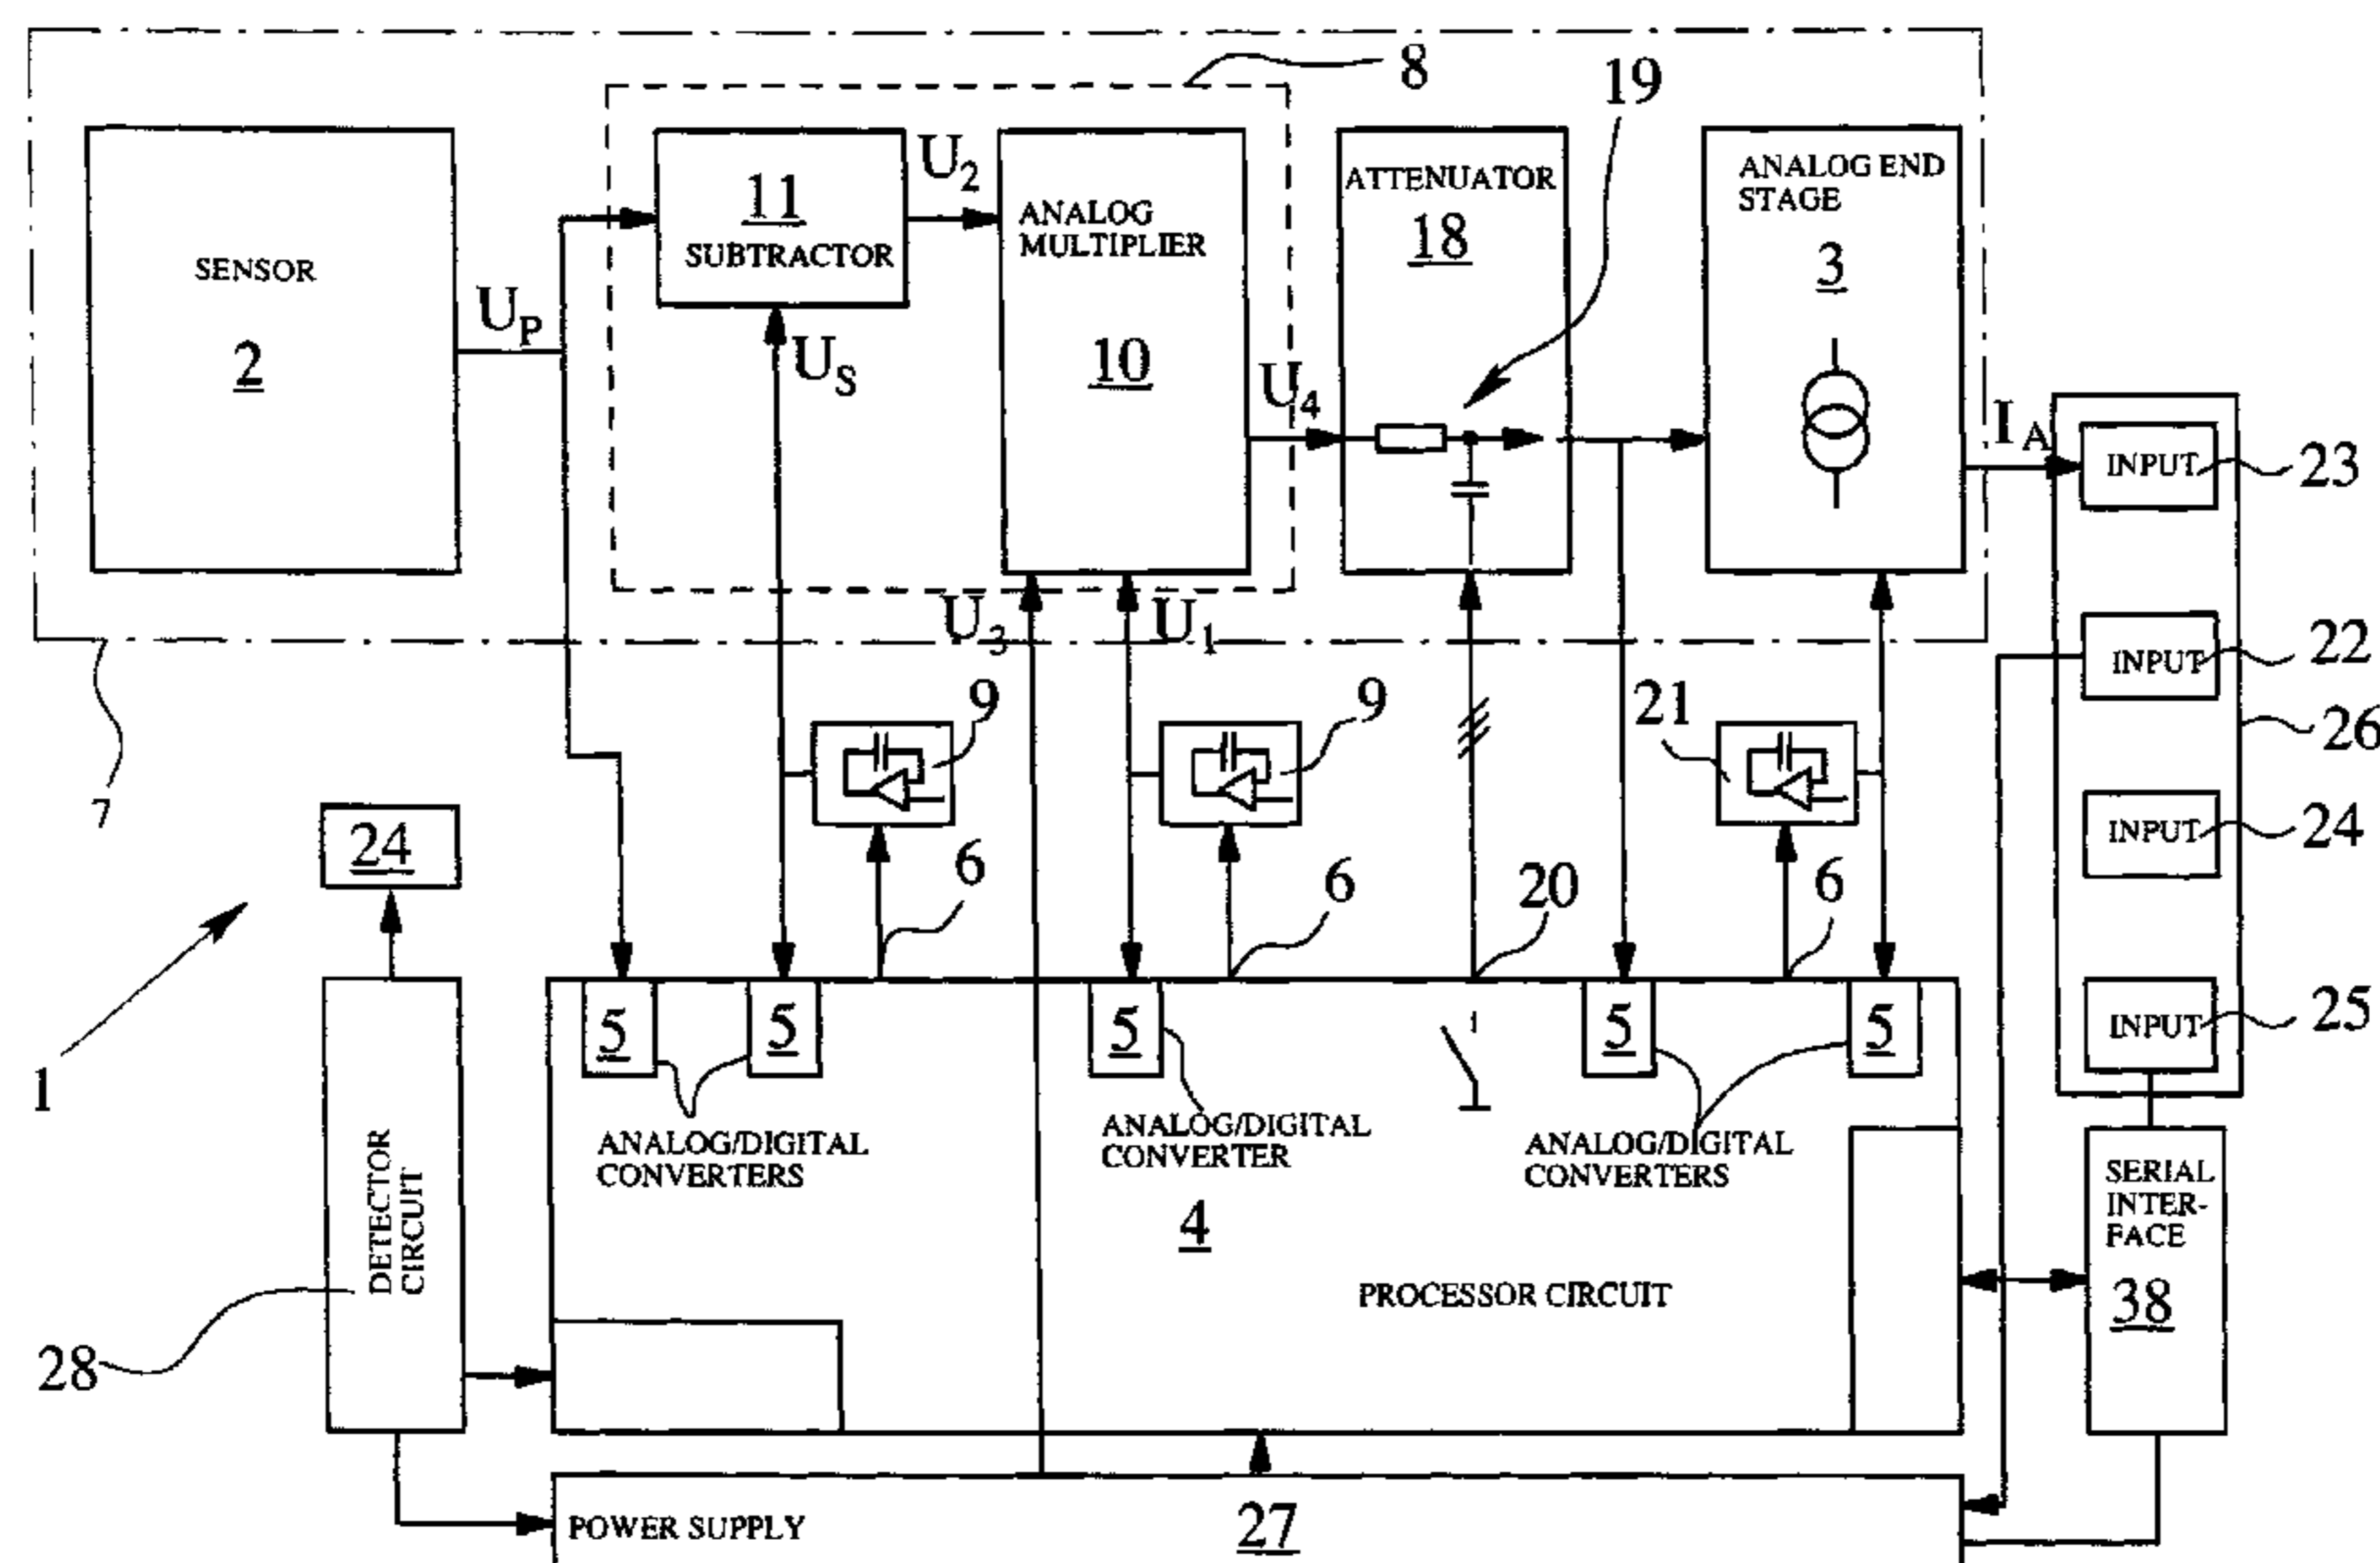 8
19
SENSOR
2
U_P
11
SUBTRACTOR
U_2
U_S
ANALOG
MULTIPLIER
10
U_4
ATTENUATOR
18
ANALOG END
STAGE
3
I_A
INPUT
23
INPUT
22
26
INPUT
24
INPUT
25
U_3
U_1
7
9
9
21
24
6
6
20
6
1
5
5
5
5
5
ANALOG/DIGITAL
CONVERTERS
ANALOG/DIGITAL
CONVERTER
ANALOG/DIGITAL
CONVERTERS
4
PROCESSOR CIRCUIT
DETECTOR
CIRCUIT
28
SERIAL
INTER-
FACE
38
POWER SUPPLY
27